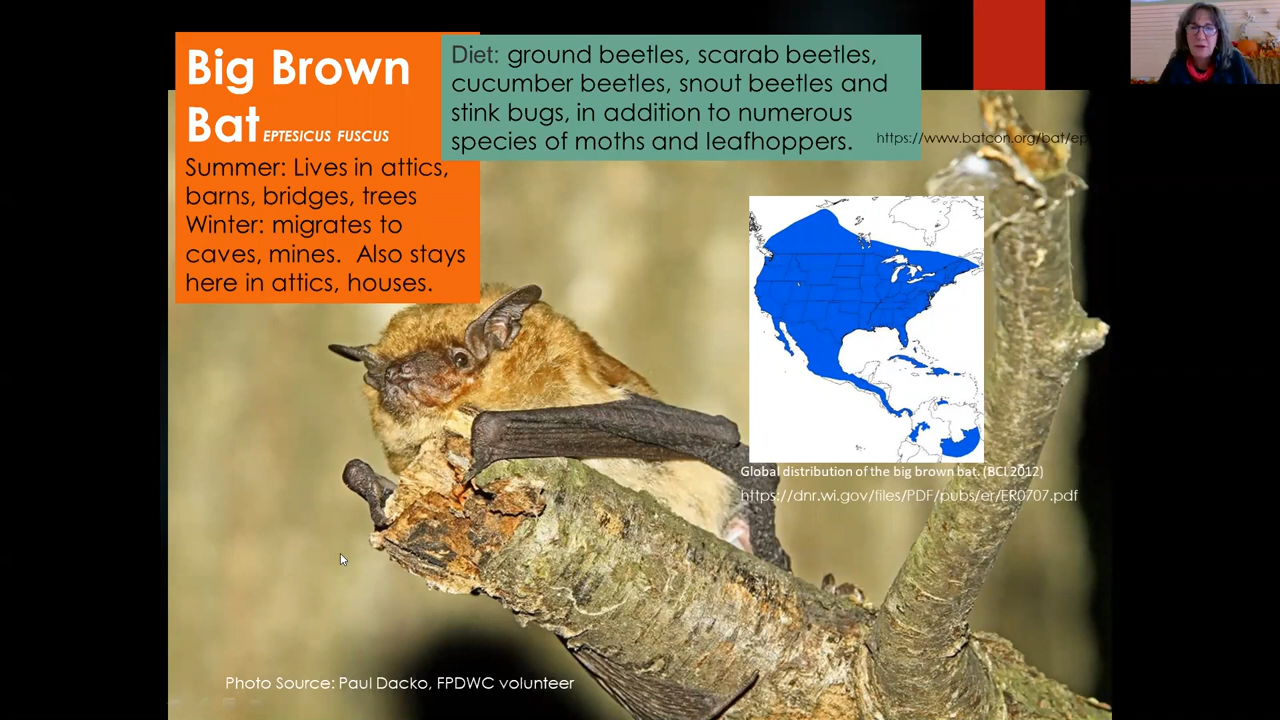 Big Brown
Bat EPTESICUS FUSCUS
Summer: Lives in attics,
barns, bridges, trees
Winter: migrates to
caves, mines. Also stays
here in attics, houses.
Diet: ground beetles, scarab beetles,
cucumber beetles, snout beetles and
stink bugs, in addition to numerous
species of moths and leafhoppers.
https://www.batcon.org/bat/ep
Global distribution of the big brown bat. (BCI 2012)
https://dnr.wi.gov/files/PDF/pubs/er/ER0707.pdf
Photo Source: Paul Dacko, FPDWC volunteer